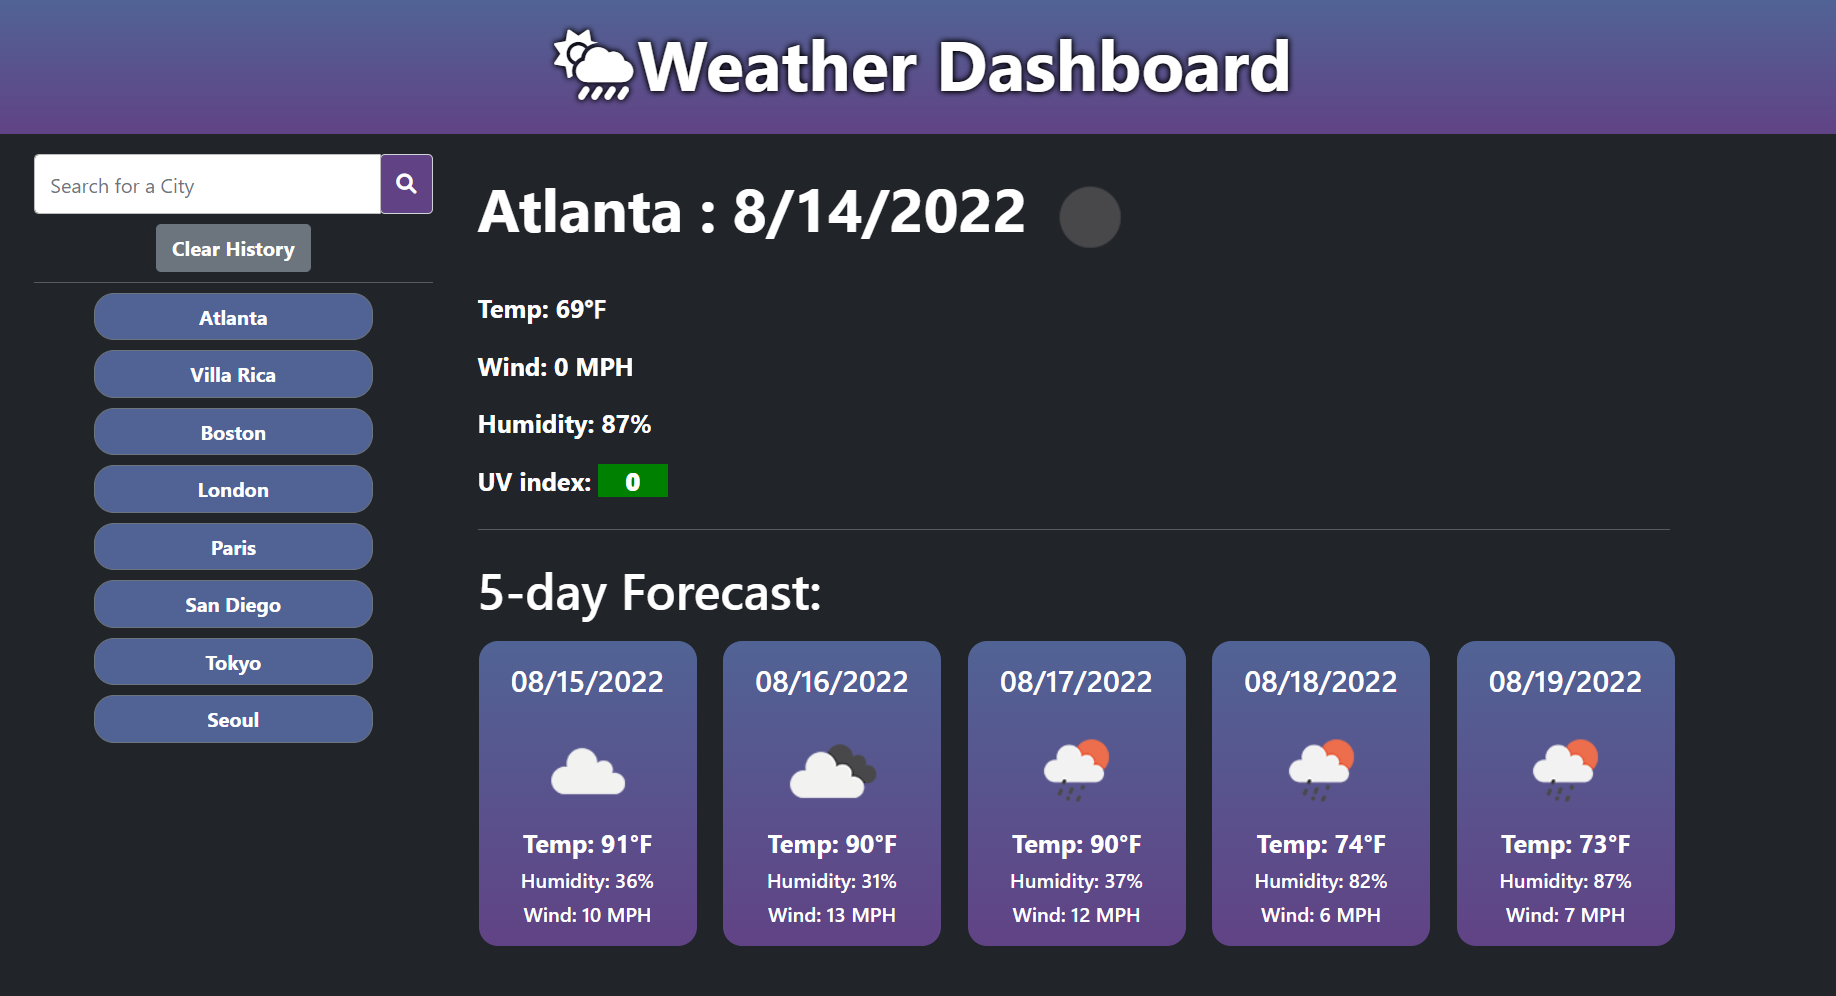 Weather Dashboard
Search for a City
Clear History
Atlanta
Villa Rica
Boston
London
Paris
San Diego
Tokyo
Seoul
Atlanta : 8/14/2022
Temp: 69°F
Wind: 0 MPH
Humidity: 87%
UV index: 0
5-day Forecast:
08/15/2022
Temp: 91°F
Humidity: 36%
Wind: 10 MPH
08/16/2022
Temp: 90°F
Humidity: 31%
Wind: 13 MPH
08/17/2022
Temp: 90°F
Humidity: 37%
Wind: 12 MPH
08/18/2022
Temp: 74°F
Humidity: 82%
Wind: 6 MPH
08/19/2022
Temp: 73°F
Humidity: 87%
Wind: 7 MPH